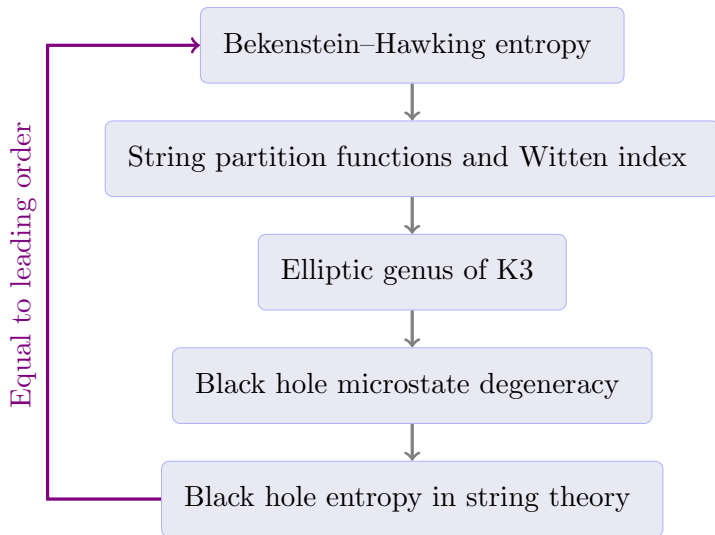 Bekenstein–Hawking entropy
String partition functions and Witten index
Elliptic genus of K3
Black hole microstate degeneracy
Black hole entropy in string theory
Equal to leading order